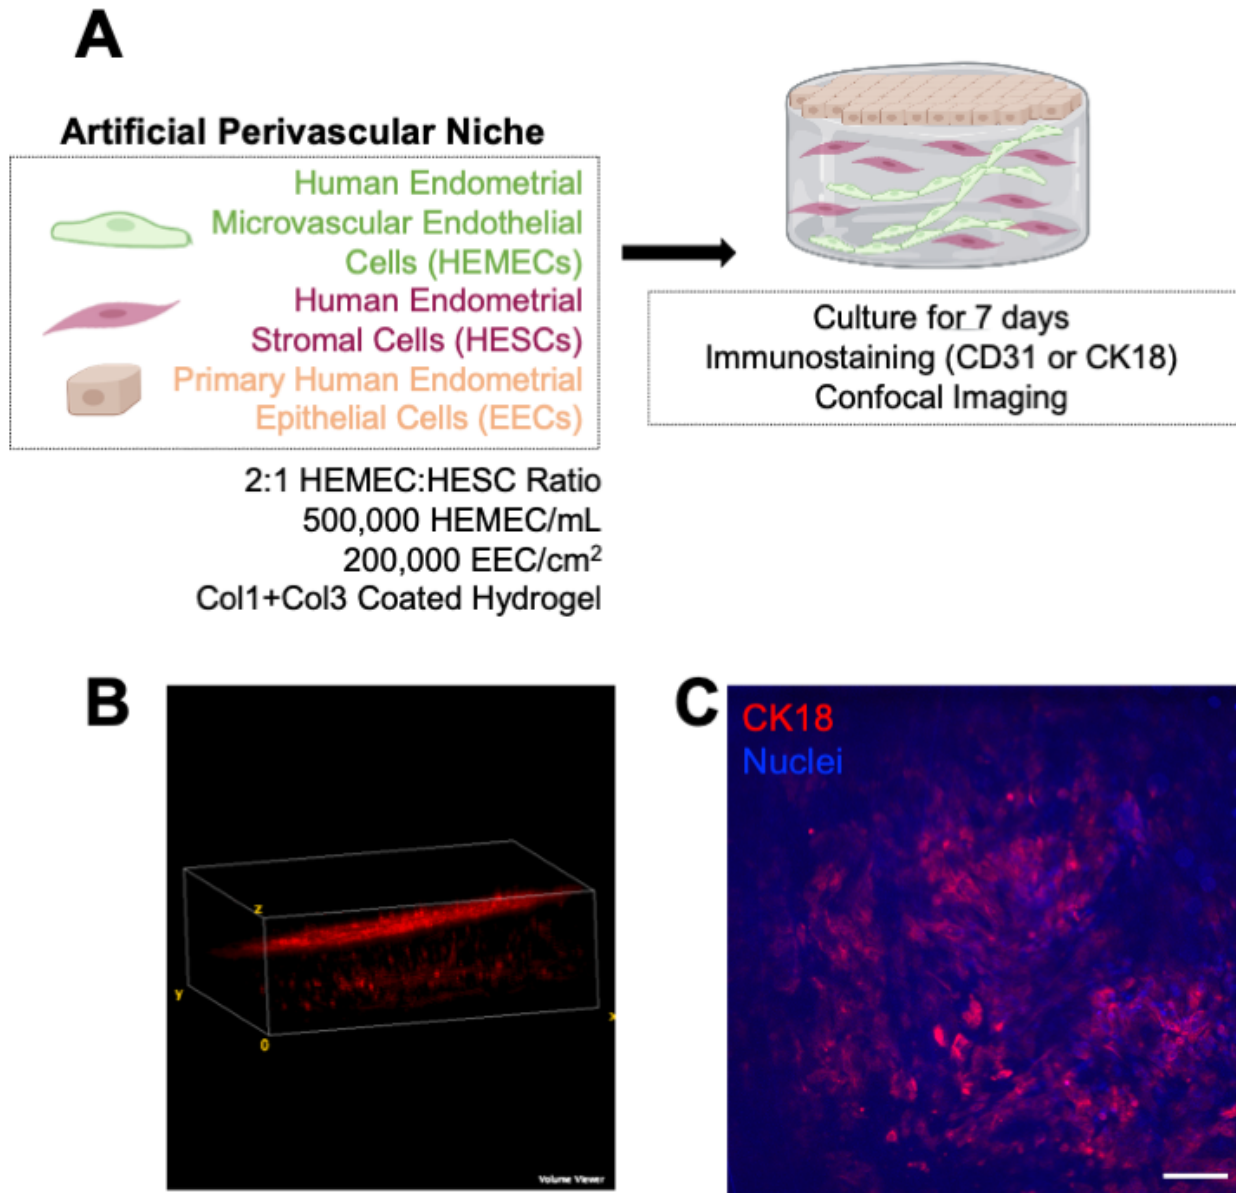 A
Artificial Perivascular Niche
Human Endometrial
Microvascular Endothelial
Cells (HEMECs)
Human Endometrial
Stromal Cells (HESCs)
Primary Human Endometrial
Epithelial Cells (EECs)
2:1 HEMEC:HESC Ratio
500,000 HEMEC/mL
200,000 EEC/cm²
Col1+Col3 Coated Hydrogel
Culture for 7 days
Immunostaining (CD31 or CK18)
Confocal Imaging
B
z
y
x
0
Volume Viewer
C
CK18
Nuclei